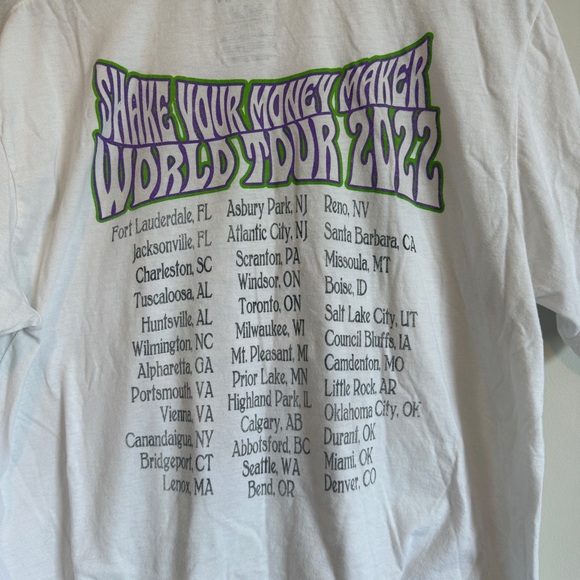 SHAKE YOUR MONEY MAKER
WORLD TOUR 2022
Fort Lauderdale, FL
Jacksonville, FL
Charleston, SC
Tuscaloosa, AL
Huntsville, AL
Wilmington, NC
Alpharetta, GA
Portsmouth, VA
Vienna, VA
Canandaigua, NY
Bridgeport, CT
Lenox, MA
Asbury Park, NJ
Atlantic City, NJ
Scranton, PA
Windsor, ON
Toronto, ON
Milwaukee, WI
Mt. Pleasant, MI
Prior Lake, MN
Highland Park, IL
Calgary, AB
Abbotsford, BC
Seattle, WA
Bend, OR
Reno, NV
Santa Barbara, CA
Missoula, MT
Boise, ID
Salt Lake City, UT
Council Bluffs, IA
Camdenton, MO
Little Rock, AR
Oklahoma City, OK
Durant, OK
Miami, OK
Denver, CO